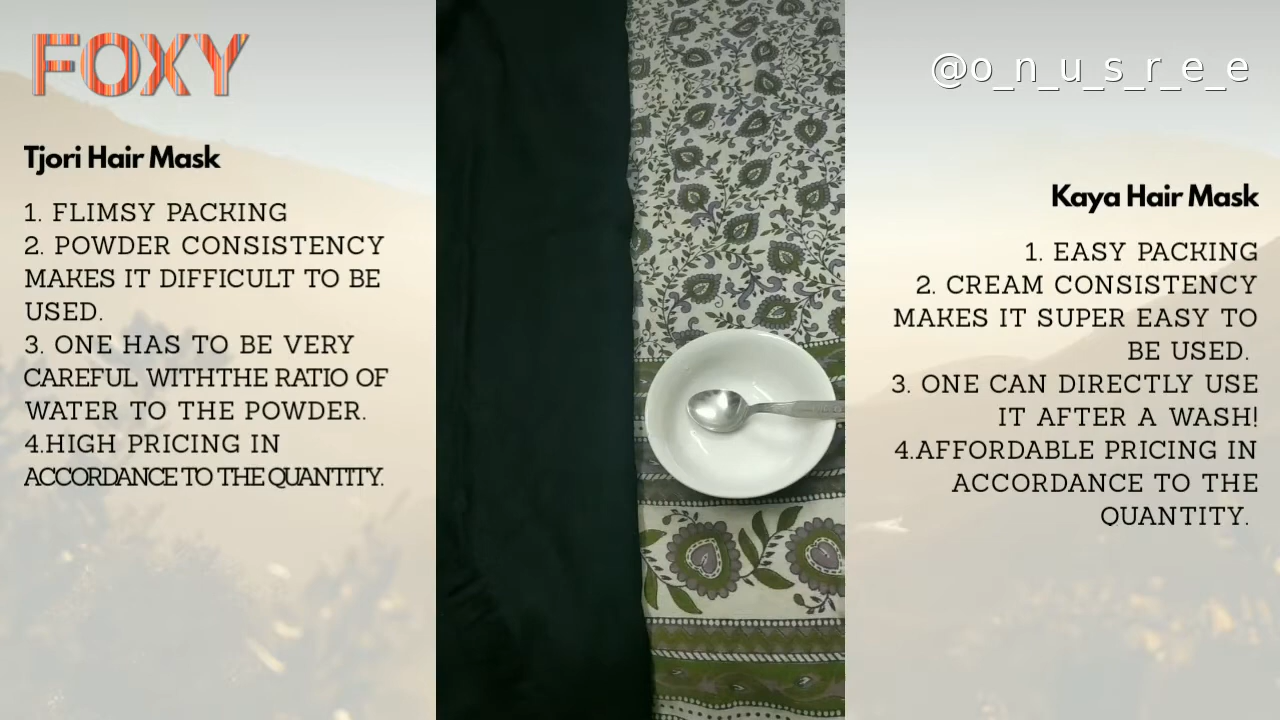 FOXY
@o_n_u_s_r_e_e
Tjori Hair Mask
1. FLIMSY PACKING
2. POWDER CONSISTENCY
MAKES IT DIFFICULT TO BE
USED.
3. ONE HAS TO BE VERY
CAREFUL WITHTHE RATIO OF
WATER TO THE POWDER.
4.HIGH PRICING IN
ACCORDANCE TO THE QUANTITY.
Kaya Hair Mask
1. EASY PACKING
2. CREAM CONSISTENCY
MAKES IT SUPER EASY TO
BE USED.
3. ONE CAN DIRECTLY USE
IT AFTER A WASH!
4.AFFORDABLE PRICING IN
ACCORDANCE TO THE
QUANTITY.